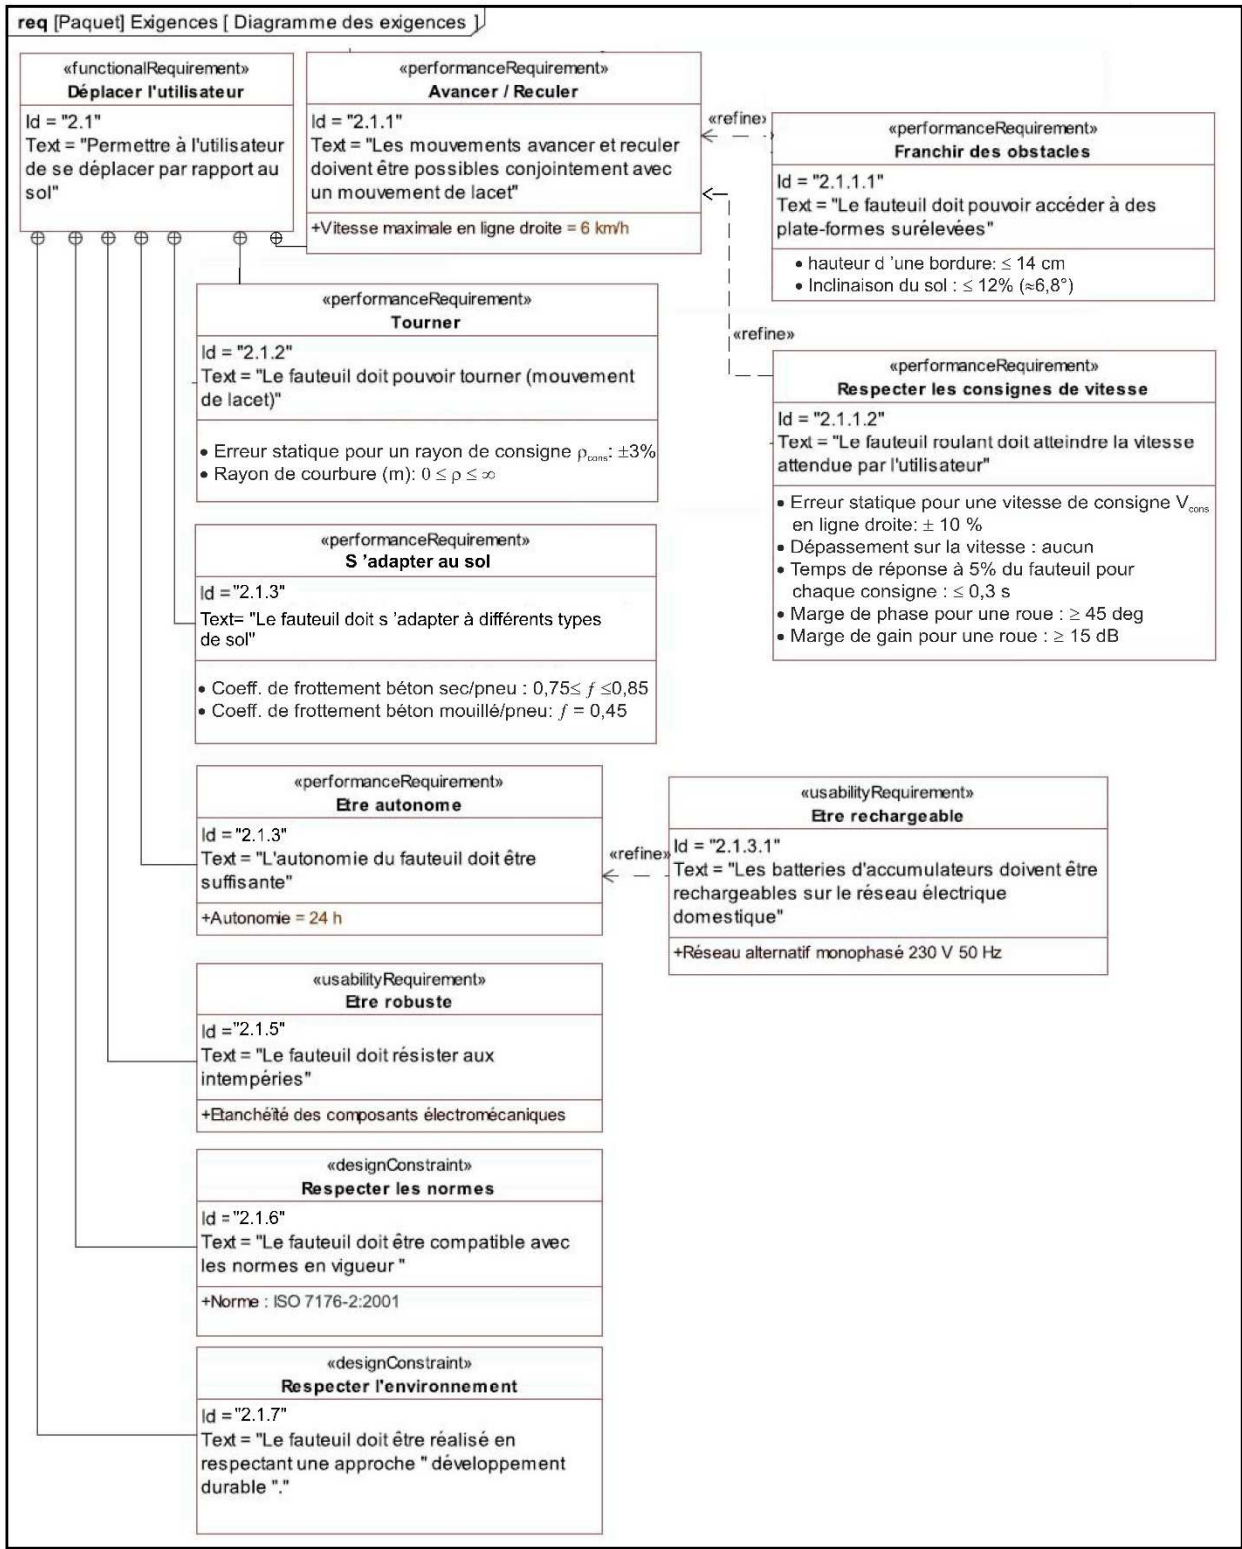 req [Paquet] Exigences [ Diagramme des exigences ]
«functionalRequirement»
Déplacer l'utilisateur
Id = "2.1"
Text = "Permettre à l'utilisateur
de se déplacer par rapport au
sol"
«performanceRequirement»
Avancer / Reculer
Id = "2.1.1"
Text = "Les mouvements avancer et reculer
doivent être possibles conjointement avec
un mouvement de lacet"
+Vitesse maximale en ligne droite = 6 km/h
«refine»
«performanceRequirement»
Franchir des obstacles
Id = "2.1.1.1"
Text = "Le fauteuil doit pouvoir accéder à des
plate-formes surélevées"
• hauteur d 'une bordure: ≤ 14 cm
• Inclinaison du sol : ≤ 12% (≈6,8°)
«refine»
«performanceRequirement»
Respecter les consignes de vitesse
Id = "2.1.1.2"
Text = "Le fauteuil roulant doit atteindre la vitesse
attendue par l'utilisateur"
• Erreur statique pour une vitesse de consigne Vcons
en ligne droite: ± 10 %
• Dépassement sur la vitesse : aucun
• Temps de réponse à 5% du fauteuil pour
chaque consigne : ≤ 0,3 s
• Marge de phase pour une roue : ≥ 45 deg
• Marge de gain pour une roue : ≥ 15 dB
«performanceRequirement»
Tourner
Id = "2.1.2"
Text = "Le fauteuil doit pouvoir tourner (mouvement
de lacet)"
• Erreur statique pour un rayon de consigne ρcons: ±3%
• Rayon de courbure (m): 0 ≤ ρ ≤ ∞
«performanceRequirement»
S 'adapter au sol
Id ="2.1.3"
Text= "Le fauteuil doit s 'adapter à différents types
de sol"
• Coeff. de frottement béton sec/pneu : 0,75≤ f ≤0,85
• Coeff. de frottement béton mouillé/pneu: f = 0,45
«performanceRequirement»
Etre autonome
Id ="2.1.3"
Text = "L'autonomie du fauteuil doit être
suffisante"
+Autonomie = 24 h
«refine»
«usabilityRequirement»
Etre rechargeable
Id = "2.1.3.1"
Text = "Les batteries d'accumulateurs doivent être
rechargeables sur le réseau électrique
domestique"
+Réseau alternatif monophasé 230 V 50 Hz
«usabilityRequirement»
Etre robuste
Id ="2.1.5"
Text = "Le fauteuil doit résister aux
intempéries"
+Etanchéïté des composants électromécaniques
«designConstraint»
Respecter les normes
Id ="2.1.6"
Text = "Le fauteuil doit être compatible avec
les normes en vigueur "
+Norme : ISO 7176-2:2001
«designConstraint»
Respecter l'environnement
Id ="2.1.7"
Text = "Le fauteuil doit être réalisé en
respectant une approche " développement
durable "."